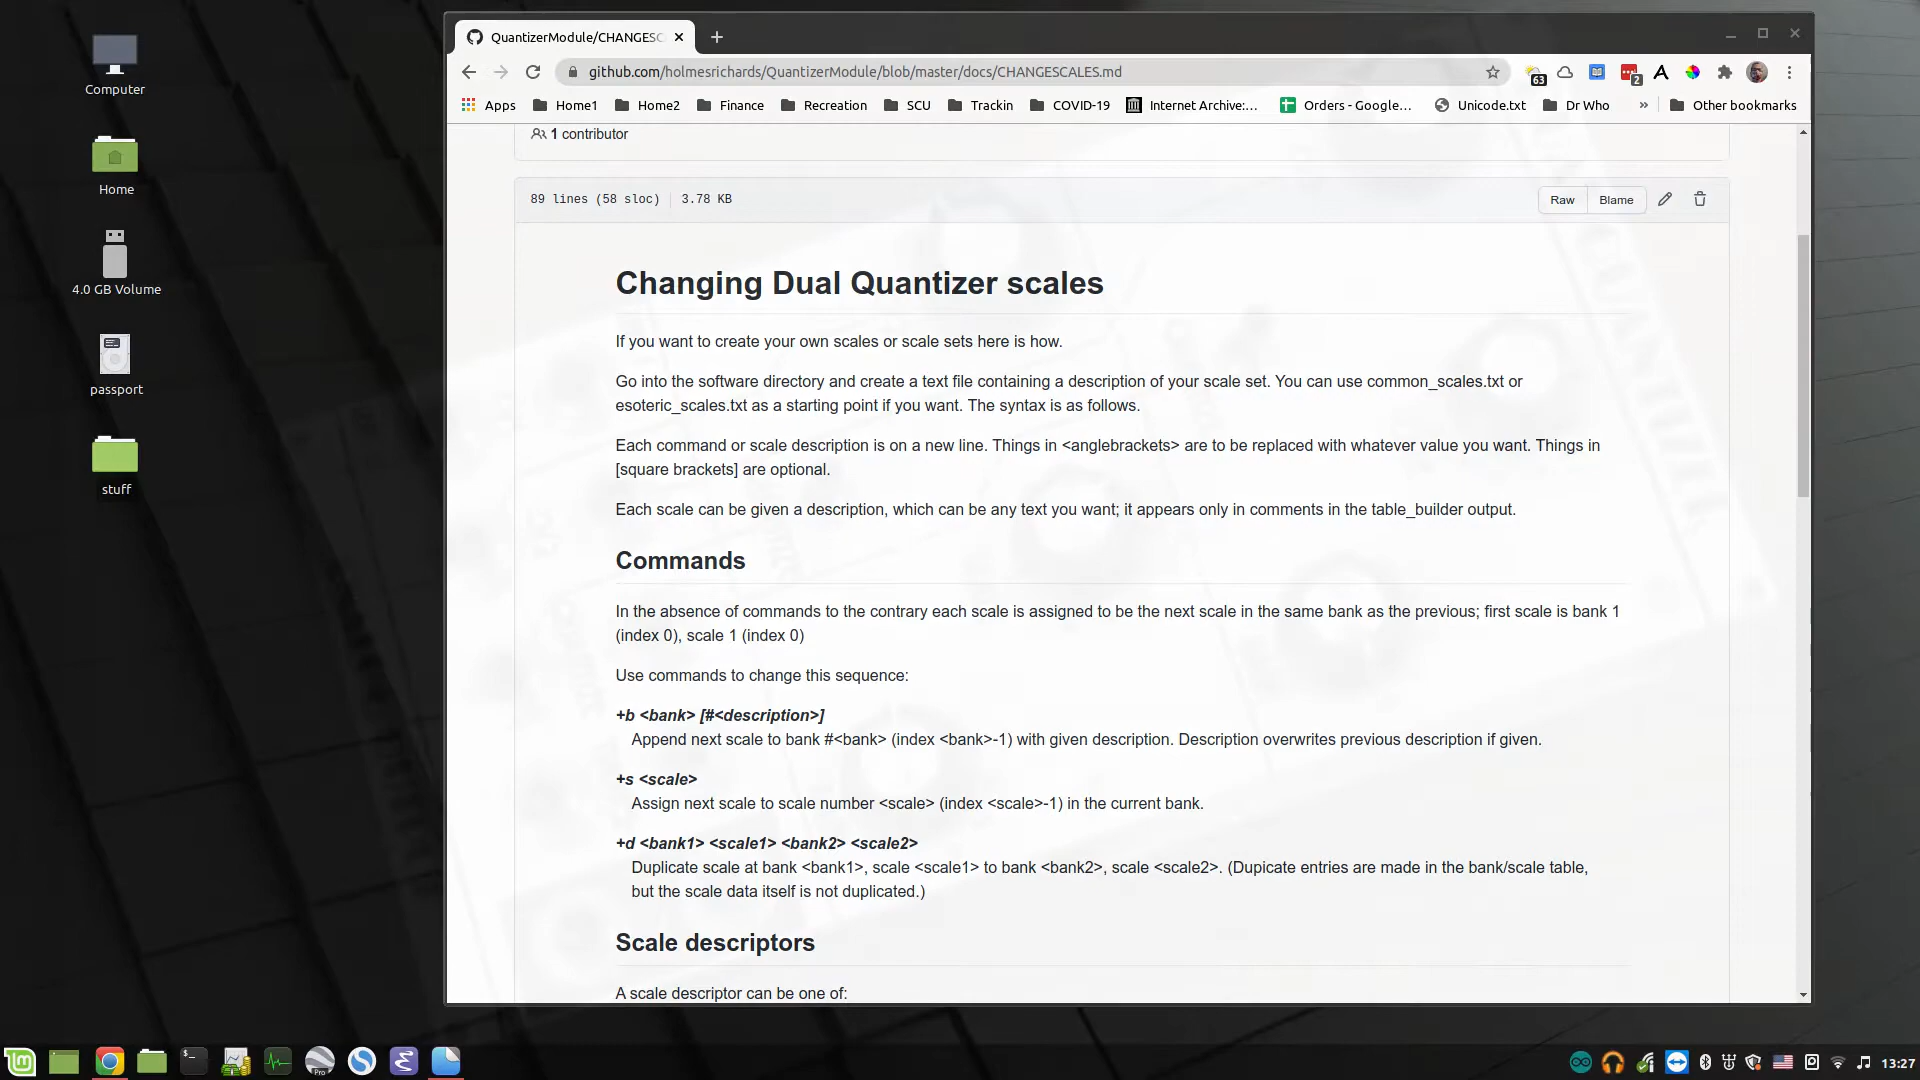 Computer
Home
4.0 GB Volume
passport
stuff
QuantizerModule/CHANGESC
github.com/holmesrichards/QuantizerModule/blob/master/docs/CHANGESCALES.md
63
2
Apps Home1 Home2 Finance Recreation SCU Trackin COVID-19 Internet Archive:... Orders - Google... Unicode.txt Dr Who » Other bookmarks
1 contributor
89 lines (58 sloc) 3.78 KB
Raw Blame
Changing Dual Quantizer scales
If you want to create your own scales or scale sets here is how.
Go into the software directory and create a text file containing a description of your scale set. You can use common_scales.txt or
esoteric_scales.txt as a starting point if you want. The syntax is as follows.
Each command or scale description is on a new line. Things in <anglebrackets> are to be replaced with whatever value you want. Things in
[square brackets] are optional.
Each scale can be given a description, which can be any text you want; it appears only in comments in the table_builder output.
Commands
In the absence of commands to the contrary each scale is assigned to be the next scale in the same bank as the previous; first scale is bank 1
(index 0), scale 1 (index 0)
Use commands to change this sequence:
+b <bank> [#<description>]
Append next scale to bank #<bank> (index <bank>-1) with given description. Description overwrites previous description if given.
+s <scale>
Assign next scale to scale number <scale> (index <scale>-1) in the current bank.
+d <bank1> <scale1> <bank2> <scale2>
Duplicate scale at bank <bank1>, scale <scale1> to bank <bank2>, scale <scale2>. (Dupicate entries are made in the bank/scale table,
but the scale data itself is not duplicated.)
Scale descriptors
A scale descriptor can be one of:
Pro
13:27